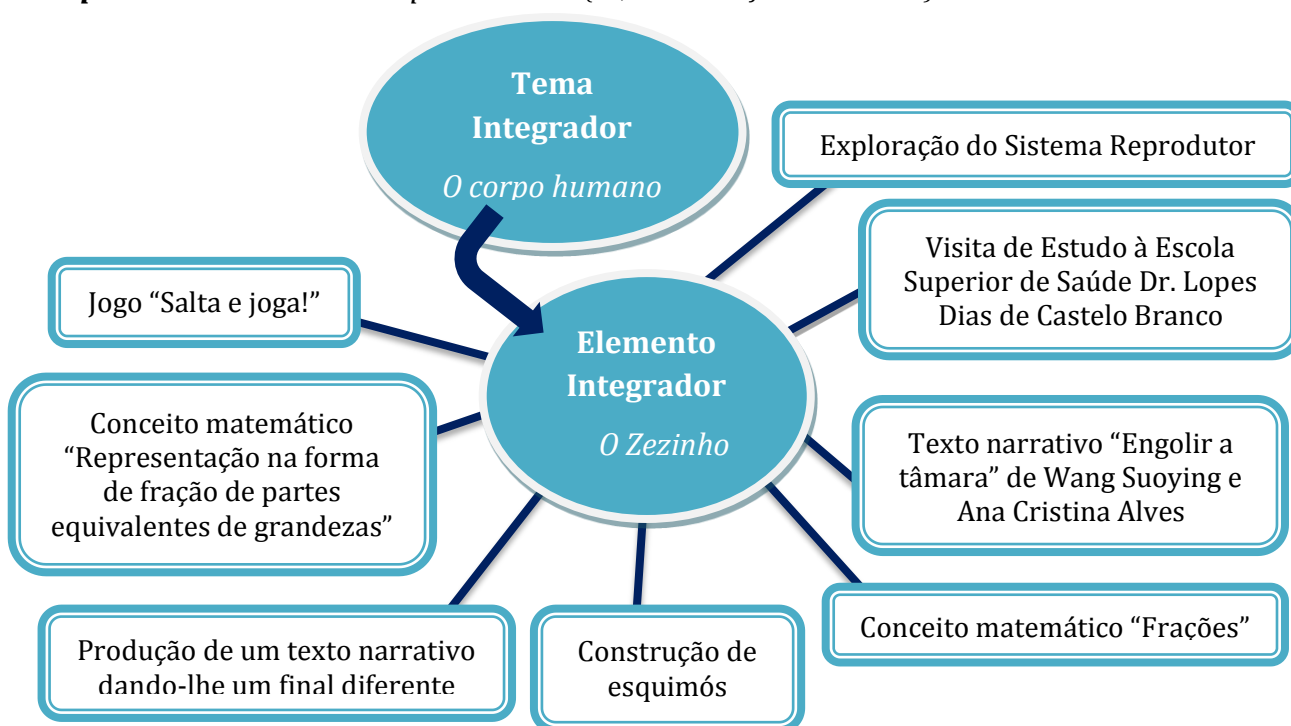 Tema
Integrador
O corpo humano
Exploração do Sistema Reprodutor
Visita de Estudo à Escola
Superior de Saúde Dr. Lopes
Dias de Castelo Branco
Jogo “Salta e joga!”
Elemento
Integrador
O Zezinho
Conceito matemático
“Representação na forma
de fração de partes
equivalentes de grandezas”
Texto narrativo “Engolir a
tâmara” de Wang Suoying e
Ana Cristina Alves
Conceito matemático “Frações”
Produção de um texto narrativo
dando-lhe um final diferente
Construção de
esquimós